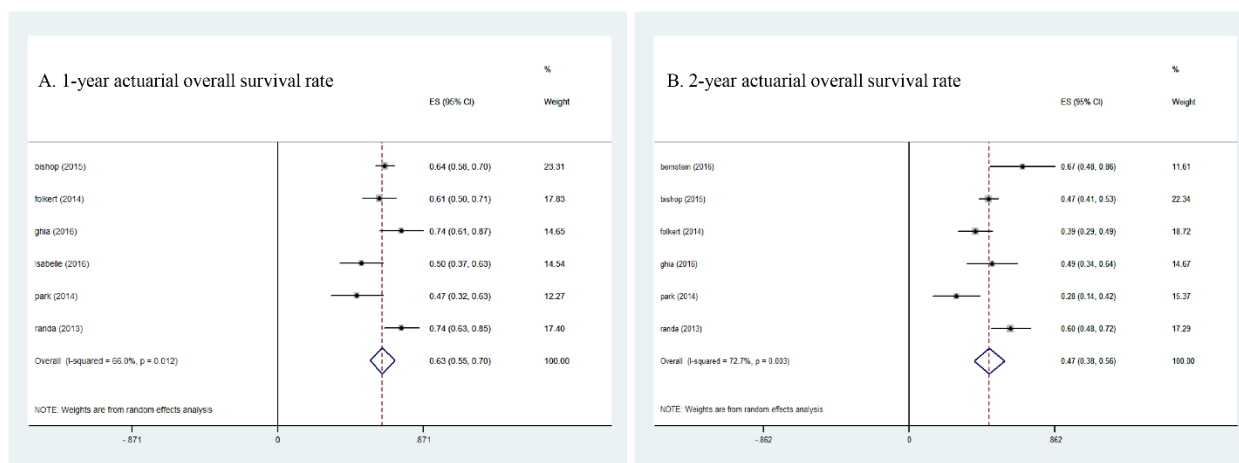 A. 1-year actuarial overall survival rate
%
ES (95% CI) Weight
bishop (2015) 0.64 (0.58, 0.70) 23.31
folkert (2014) 0.61 (0.50, 0.71) 17.83
ghia (2016) 0.74 (0.61, 0.87) 14.65
isabelle (2016) 0.50 (0.37, 0.63) 14.54
park (2014) 0.47 (0.32, 0.63) 12.27
randa (2013) 0.74 (0.63, 0.85) 17.40
Overall (I-squared = 66.0%, p = 0.012) 0.63 (0.55, 0.70) 100.00
NOTE: Weights are from random effects analysis
-.871 0 .871
B. 2-year actuarial overall survival rate
%
ES (95% CI) Weight
bernstein (2016) 0.67 (0.48, 0.86) 11.61
bishop (2015) 0.47 (0.41, 0.53) 22.34
folkert (2014) 0.39 (0.29, 0.49) 18.72
ghia (2016) 0.49 (0.34, 0.64) 14.67
park (2014) 0.28 (0.14, 0.42) 15.37
randa (2013) 0.60 (0.48, 0.72) 17.29
Overall (I-squared = 72.7%, p = 0.003) 0.47 (0.38, 0.56) 100.00
NOTE: Weights are from random effects analysis
-.862 0 .862